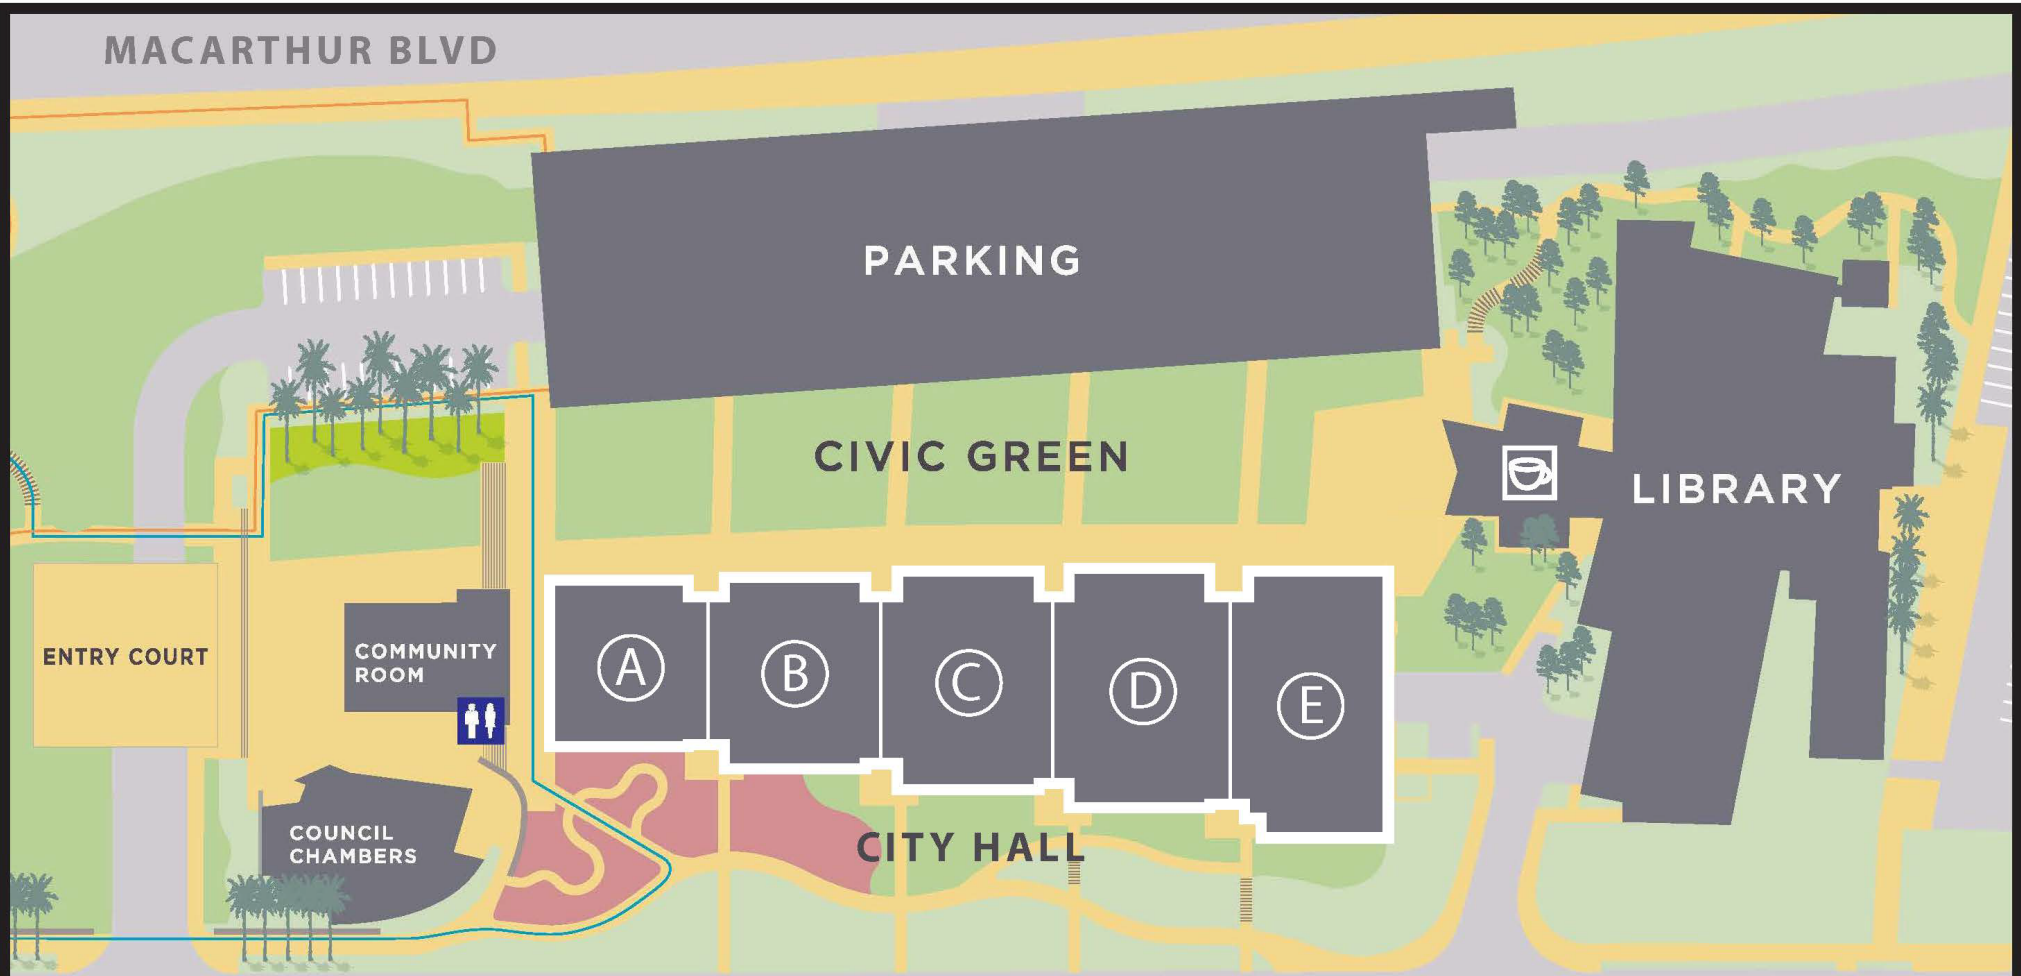 MACARTHUR BLVD
PARKING
CIVIC GREEN
LIBRARY
ENTRY COURT
COMMUNITY
ROOM
A
B
C
D
E
COUNCIL
CHAMBERS
CITY HALL